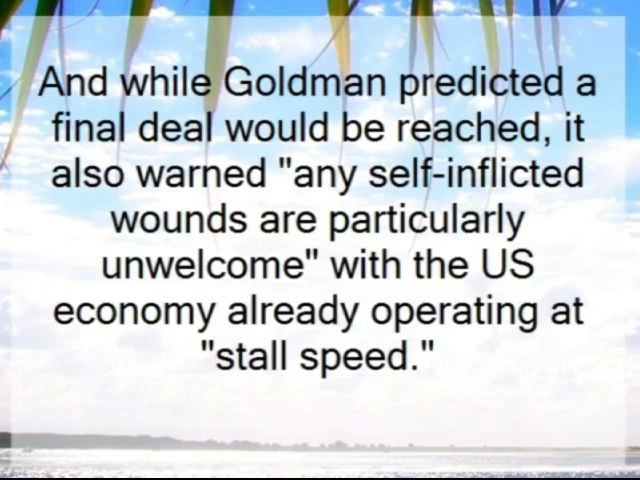 And while Goldman predicted a
final deal would be reached, it
also warned "any self-inflicted
wounds are particularly
unwelcome" with the US
economy already operating at
"stall speed."